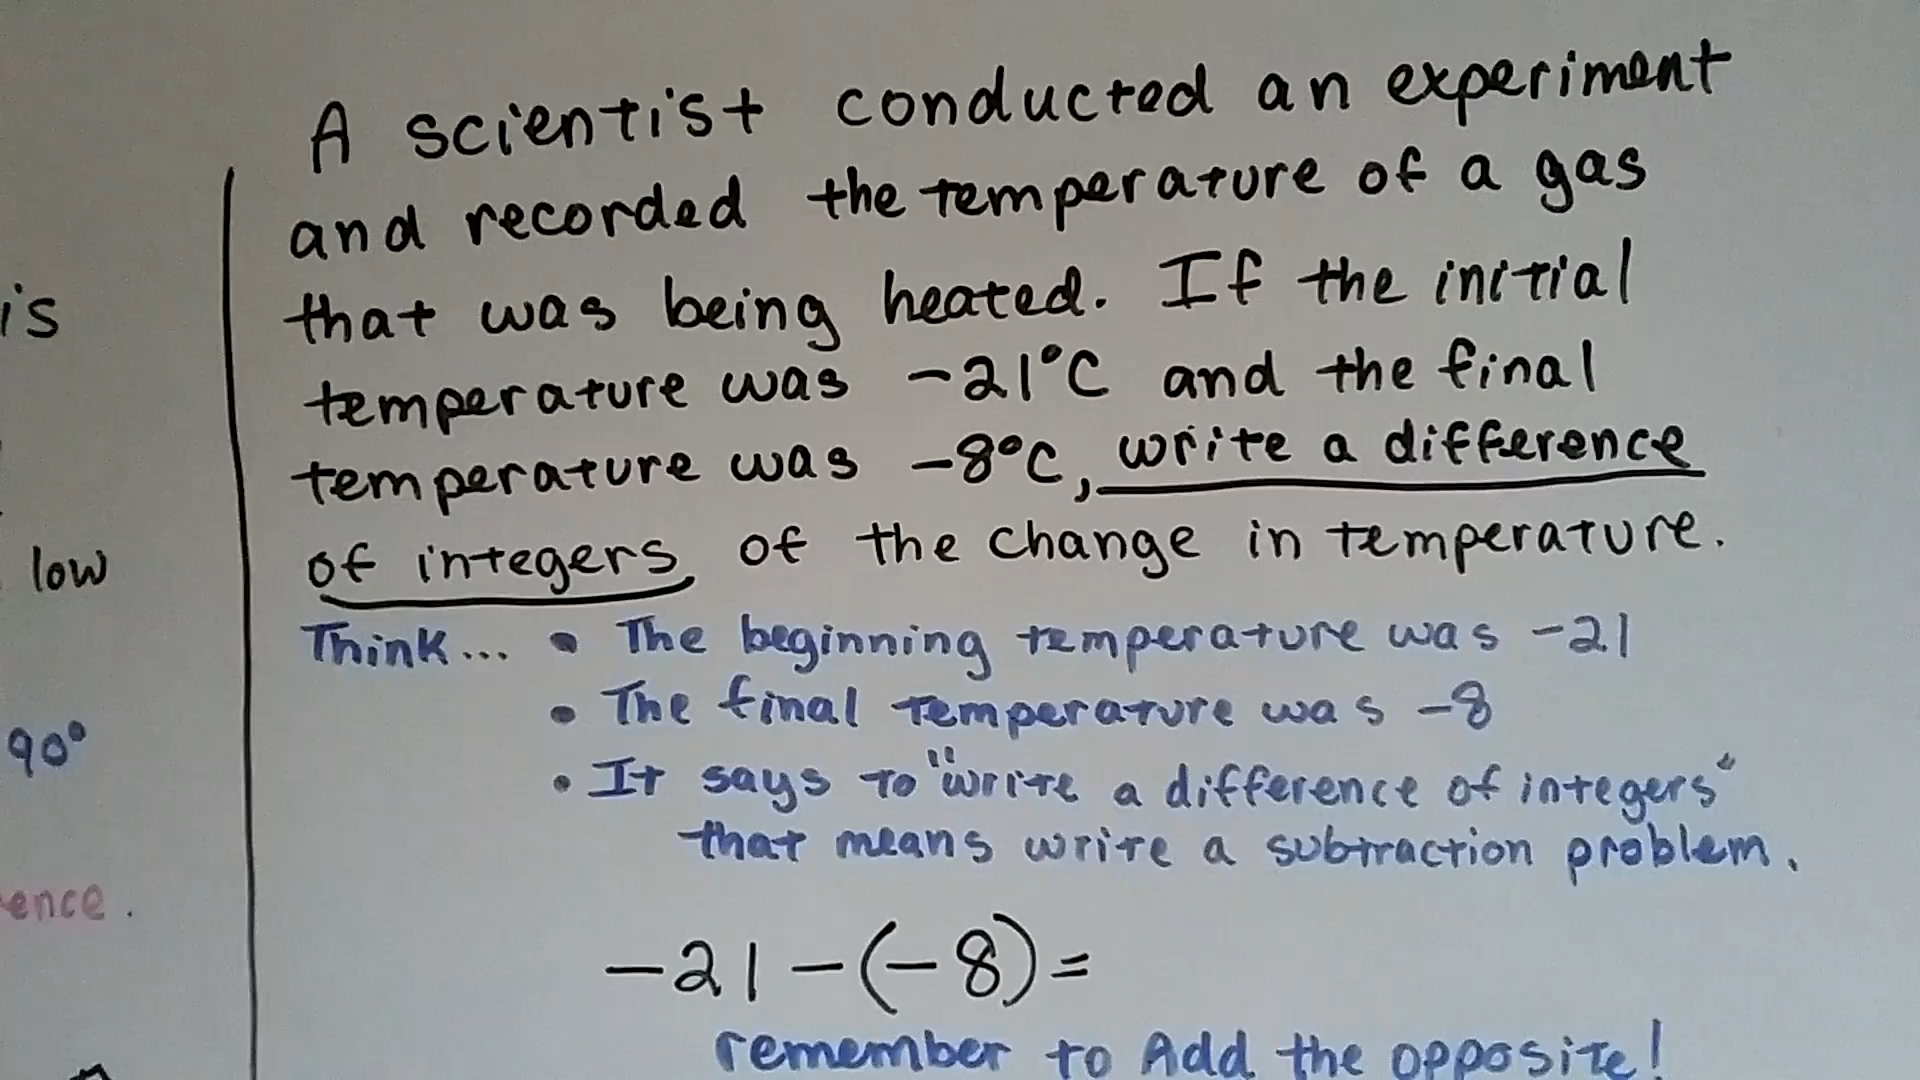 A scientist conducted an experiment
and recorded the temperature of a gas
that was being heated. If the initial
temperature was -21°C and the final
temperature was -8°C, write a difference
of integers of the change in temperature.
Think... • The beginning temperature was -21
• The final temperature was -8
• It says to "write a difference of integers"
that means write a subtraction problem.
-21-(-8)=
remember to Add the opposite!
is
low
90°
ence.